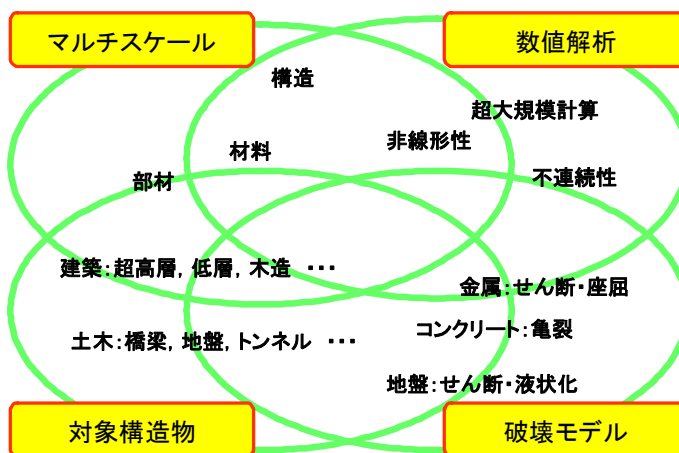 マルチスケール
数値解析
構造
超大規模計算
非線形性
材料
部材
不連続性
建築:超高層, 低層, 木造 ・・・
金属:せん断・座屈
コンクリート:亀裂
土木:橋梁, 地盤, トンネル ・・・
地盤:せん断・液状化
対象構造物
破壊モデル